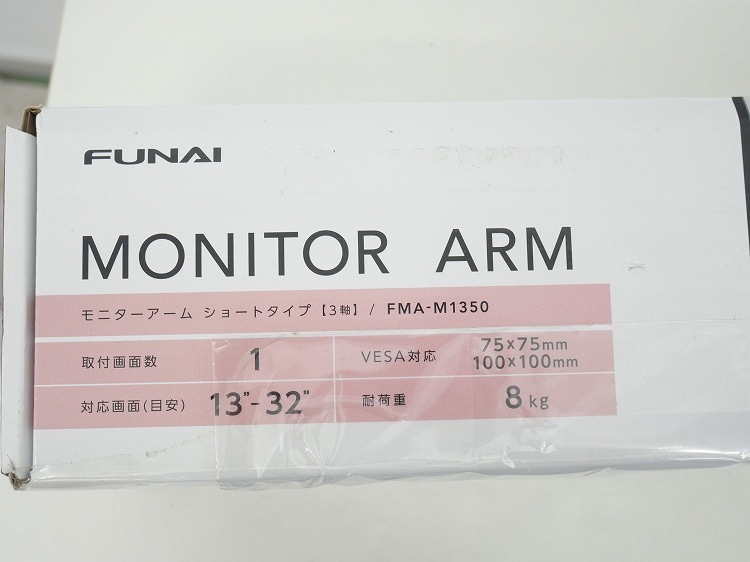 FUNAI
MONITOR ARM
モニターアーム ショートタイプ【3軸】/ FMA-M1350
取付画面数 1 VESA対応 75×75mm
100×100mm
対応画面(目安) 13"-32" 耐荷重 8kg